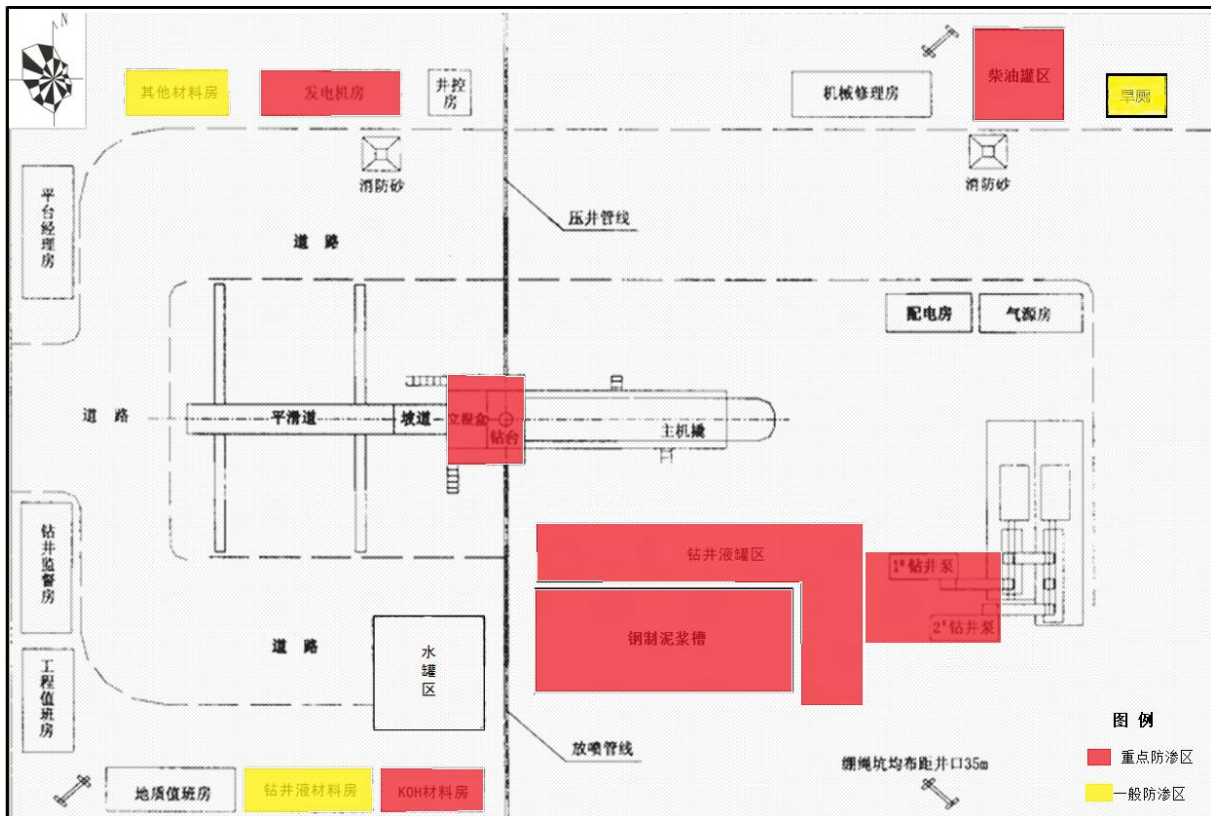 N
其他材料房
发电机房
井控房
机械修理房
柴油罐区
旱厕
消防砂
消防砂
平台经理房
压井管线
道 路
配电房
气源房
道 路
平滑道
坡道
立根盒
钻台
主机撬
钻井监督房
钻井液罐区
1#钻井泵
2#钻井泵
钢制泥浆槽
道 路
水罐区
工程值班房
放喷管线
图 例
重点防渗区
一般防渗区
绷绳坑均布距井口35m
地质值班房
钻井液材料房
KOH材料房